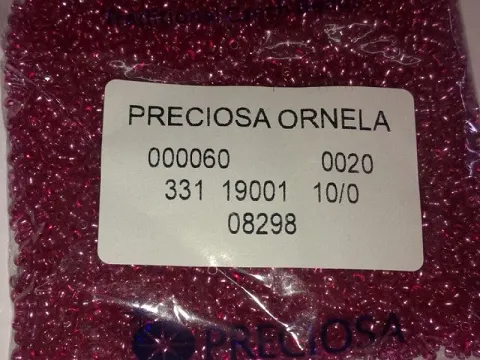 PRECIOSA ORNELA
000060 0020
331 19001 10/0
08298
PRECIOSA